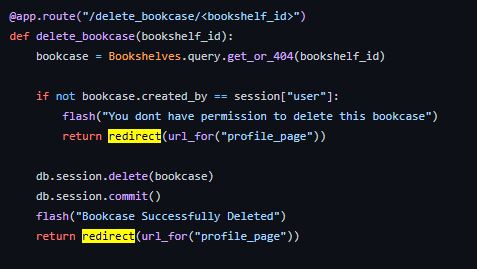 @app.route("/delete_bookcase/<bookshelf_id>")
def delete_bookcase(bookshelf_id):
    bookcase = Bookshelves.query.get_or_404(bookshelf_id)

    if not bookcase.created_by == session["user"]:
        flash("You dont have permission to delete this bookcase")
        return redirect(url_for("profile_page"))

    db.session.delete(bookcase)
    db.session.commit()
    flash("Bookcase Successfully Deleted")
    return redirect(url_for("profile_page"))